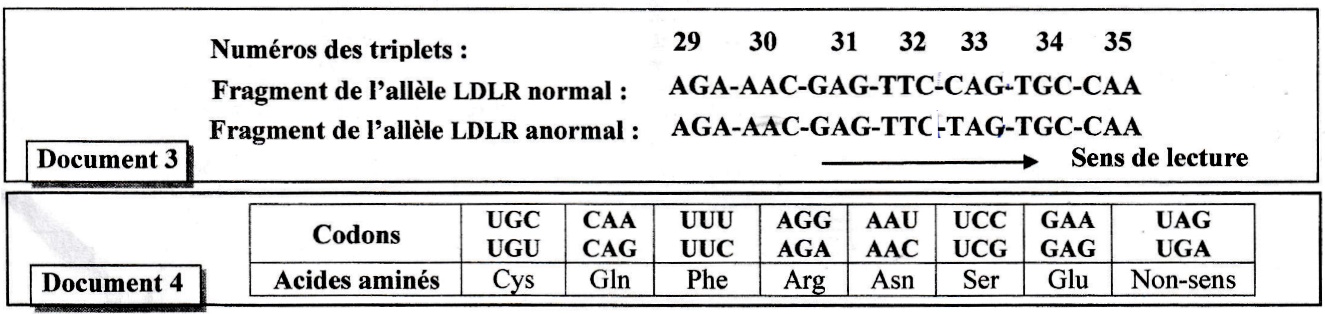 Numéros des triplets : 29 30 31 32 33 34 35
Fragment de l'allèle LDLR normal : AGA-AAC-GAG-TTC-CAG-TGC-CAA
Fragment de l'allèle LDLR anormal : AGA-AAC-GAG-TTC-TAG-TGC-CAA
Document 3 Sens de lecture
Codons UGC CAA UUU AGG AAU UCC GAA UAG
UGU CAG UUC AGA AAC UCG GAG UGA
Document 4 Acides aminés Cys Gln Phe Arg Asn Ser Glu Non-sens